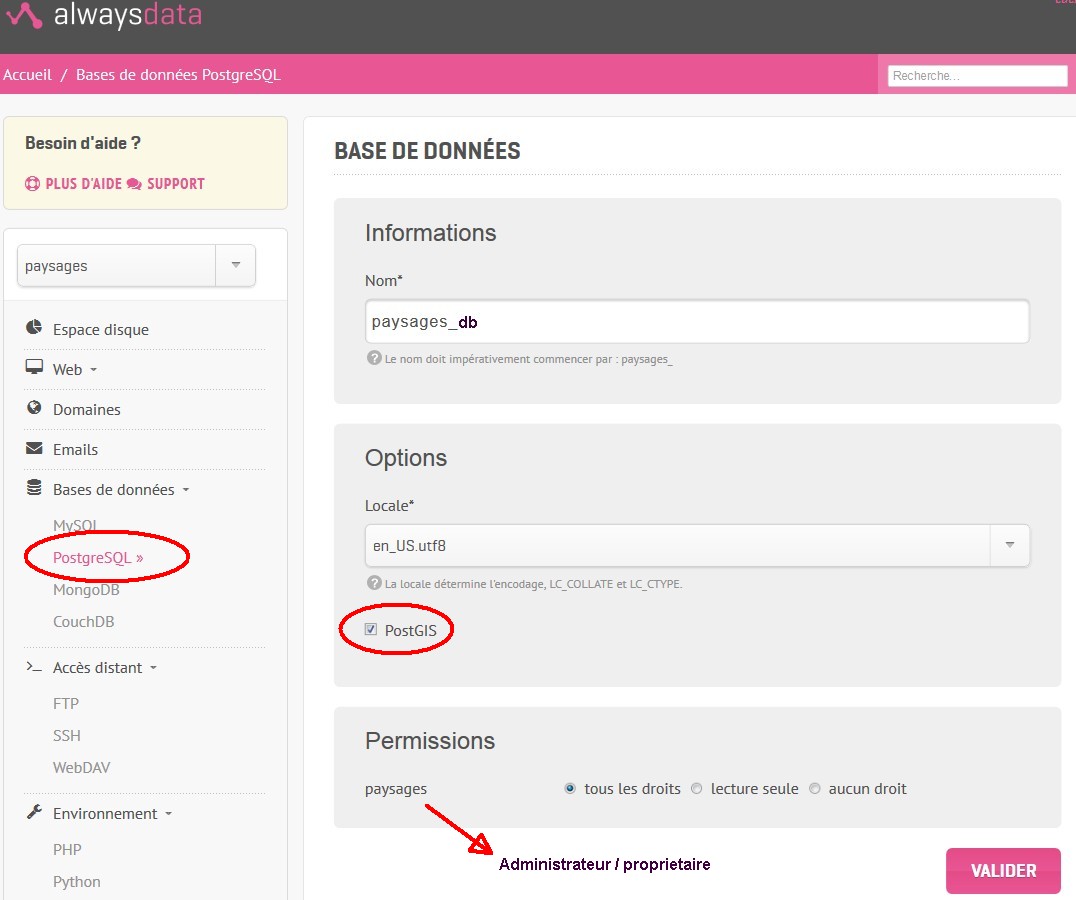 alwaysdata
Accueil / Bases de données PostgreSQL
Recherche...
Besoin d'aide ?
PLUS D'AIDE SUPPORT
paysages
Espace disque
Web
Domaines
Emails
Bases de données
MySQL
PostgreSQL »
MongoDB
CouchDB
Accès distant
FTP
SSH
WebDAV
Environnement
PHP
Python
BASE DE DONNÉES
Informations
Nom*
paysages_db
? Le nom doit impérativement commencer par : paysages_
Options
Locale*
en_US.utf8
? La locale détermine l'encodage, LC_COLLATE et LC_CTYPE.
PostGIS
Permissions
paysages tous les droits lecture seule aucun droit
Administrateur / proprietaire
VALIDER